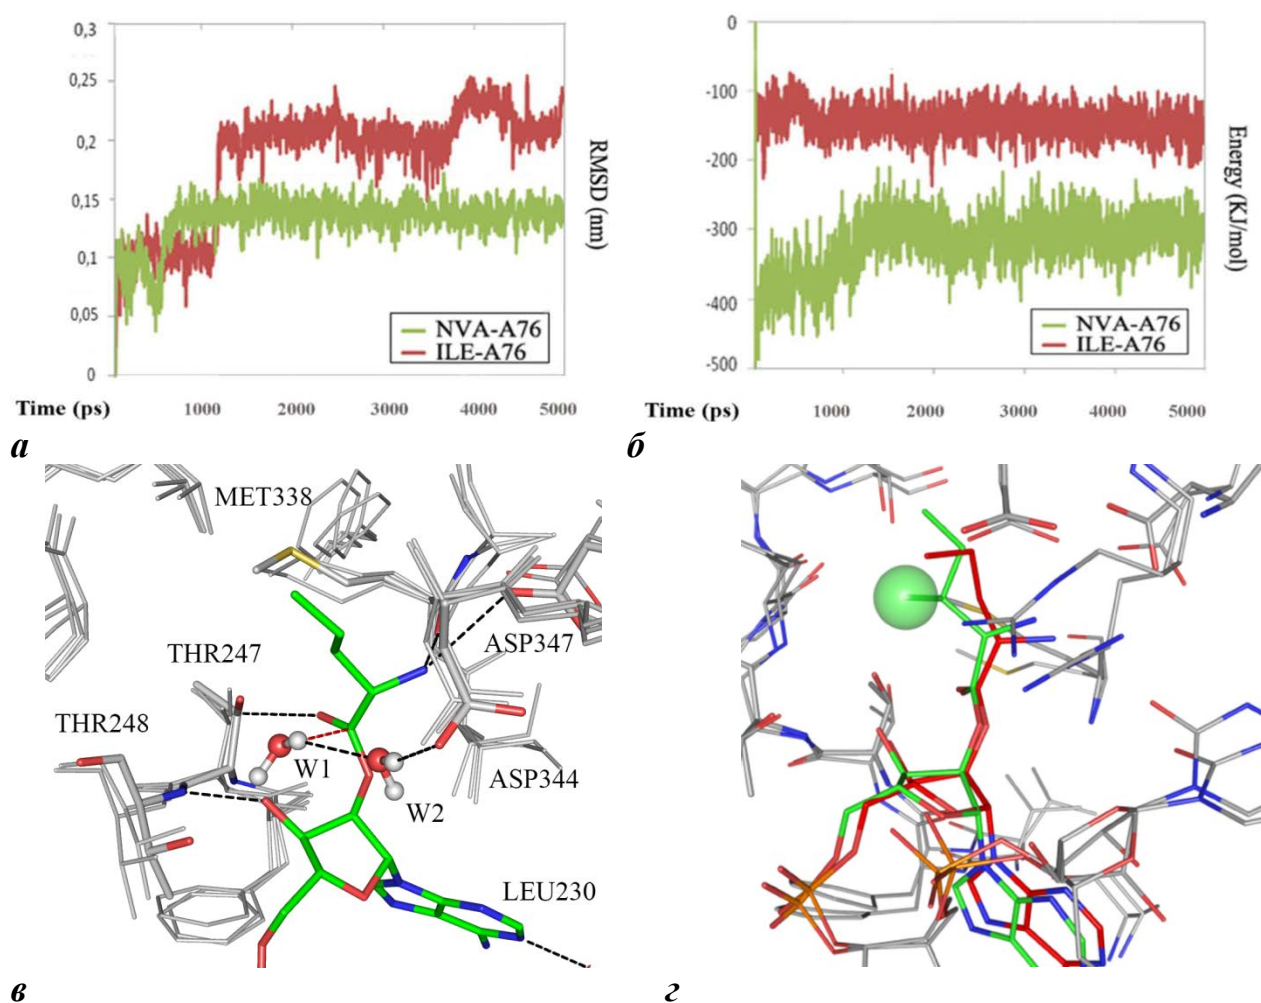 0,3
0,25
0,2
0,15
0,1
0,05
0
RMSD (nm)
NVA-A76
ILE-A76
Time (ps)
1000 2000 3000 4000 5000
а
0
-100
-200
-300
-400
-500
Energy (KJ/mol)
NVA-A76
ILE-A76
Time (ps)
1000 2000 3000 4000 5000
б
MET338
THR247
ASP347
THR248
W1
ASP344
W2
LEU230
в
г